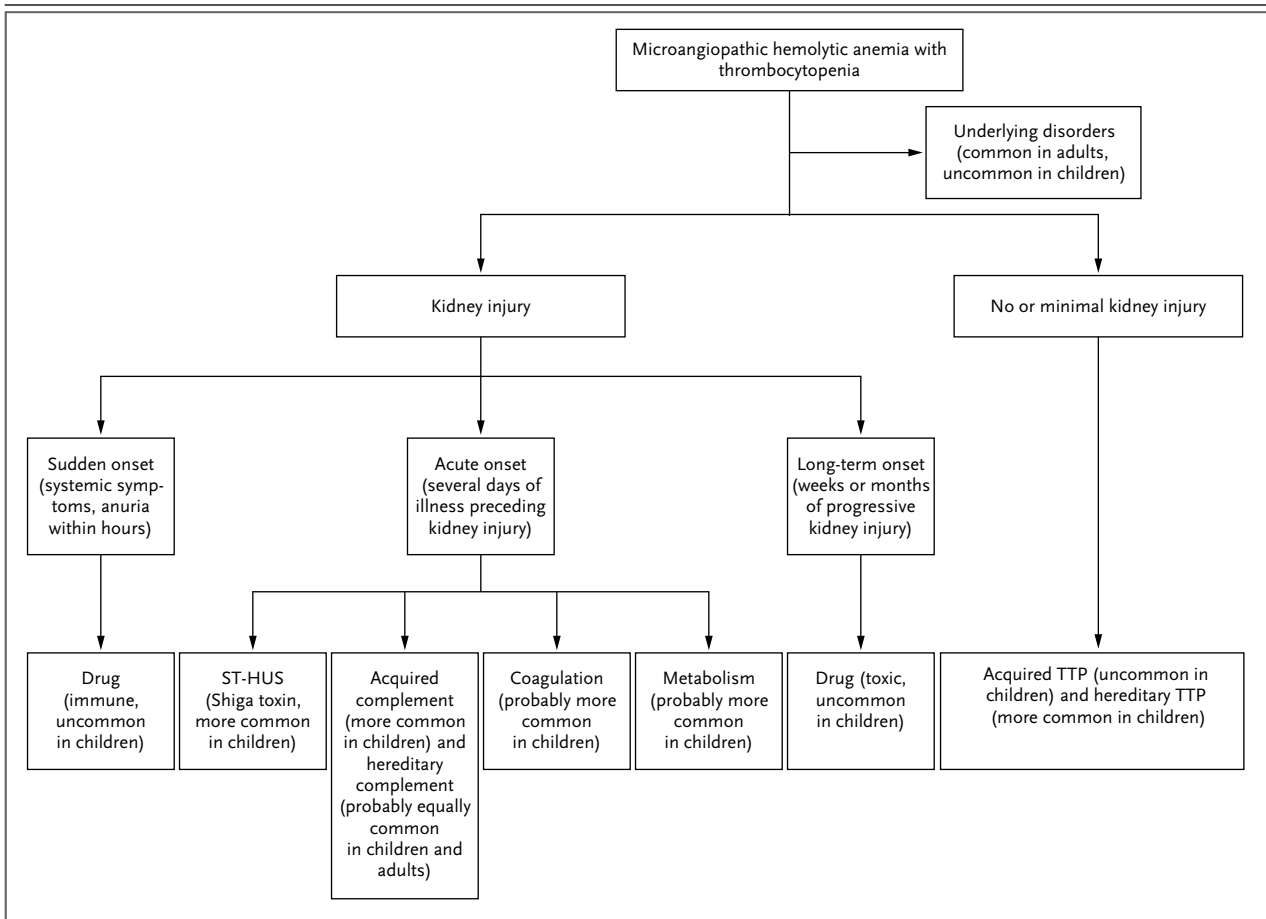 Microangiopathic hemolytic anemia with
thrombocytopenia
Underlying disorders
(common in adults,
uncommon in children)
Kidney injury
No or minimal kidney injury
Sudden onset
(systemic symp-
toms, anuria
within hours)
Acute onset
(several days of
illness preceding
kidney injury)
Long-term onset
(weeks or months
of progressive
kidney injury)
Drug
(immune,
uncommon
in children)
ST-HUS
(Shiga toxin,
more common
in children)
Acquired
complement
(more common
in children) and
hereditary
complement
(probably equally
common
in children and
adults)
Coagulation
(probably more
common
in children)
Metabolism
(probably more
common
in children)
Drug (toxic,
uncommon
in children)
Acquired TTP (uncommon in
children) and hereditary TTP
(more common in children)